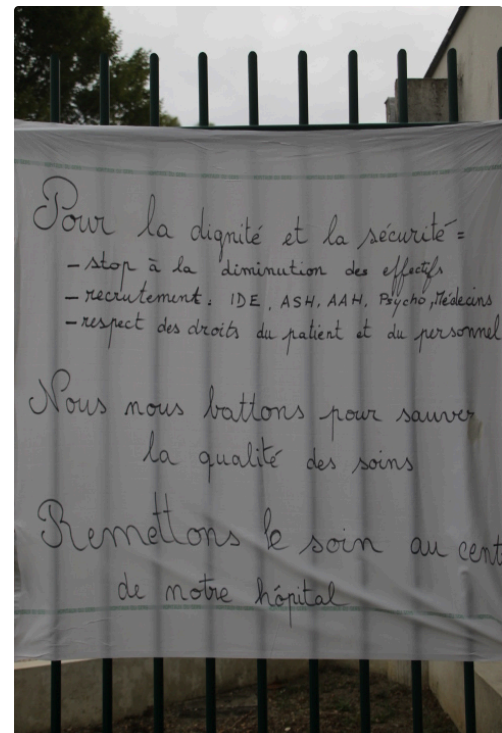 Pour la dignité et la sécurité =
- stop à la diminution des effectifs
- recrutement : IDE, ASH, AAH, Psycho, Médecins
- respect des droits du patient et du personnel
Nous nous battons pour sauver
la qualité des soins
Remettons le soin au cent
de notre hôpital